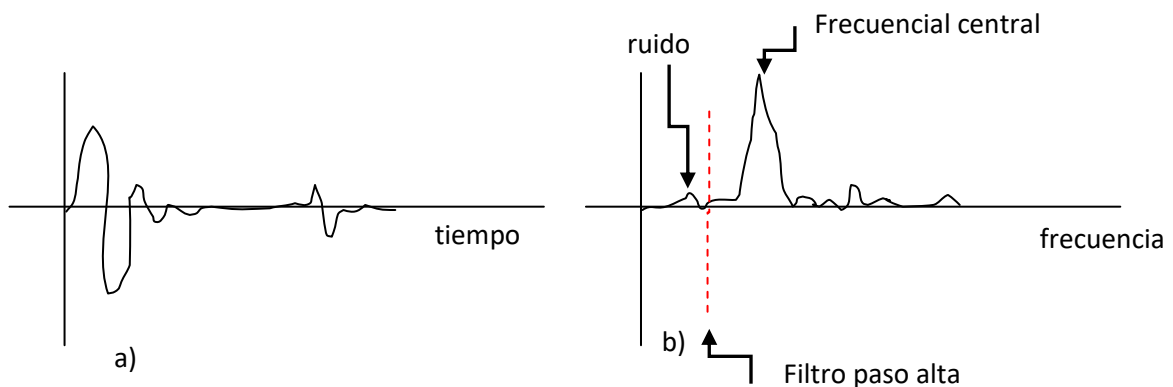 Frecuencial central
ruido
tiempo
frecuencia
a)
b)
Filtro paso alta